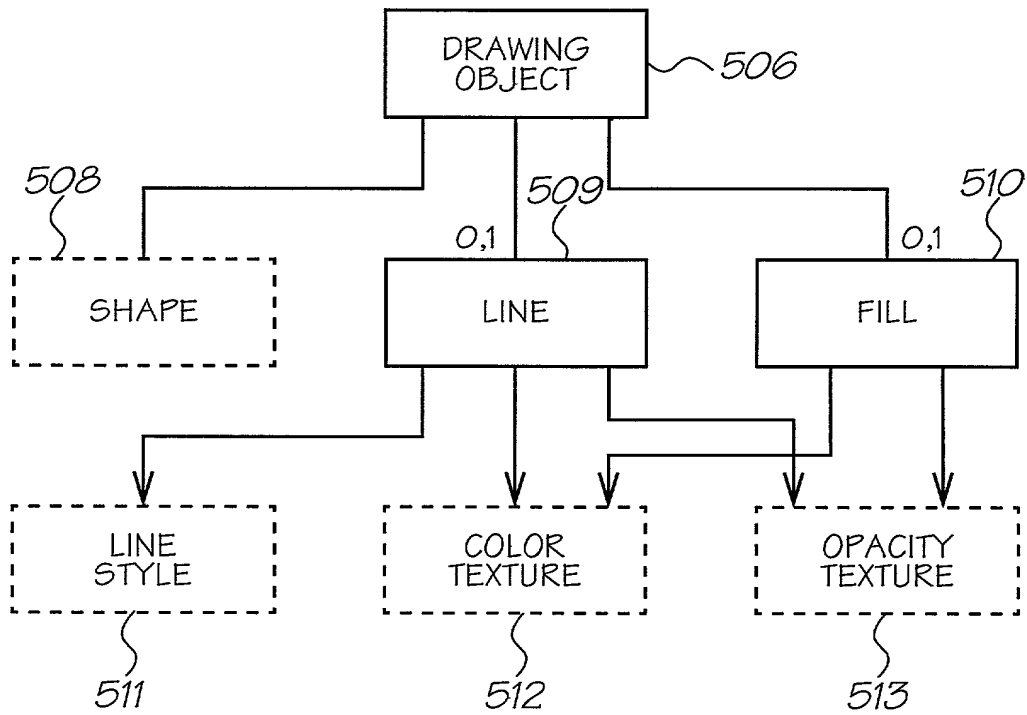 DRAWING
OBJECT
506
508
509
510
0,1
0,1
SHAPE
LINE
FILL
LINE
STYLE
COLOR
TEXTURE
OPACITY
TEXTURE
511
512
513